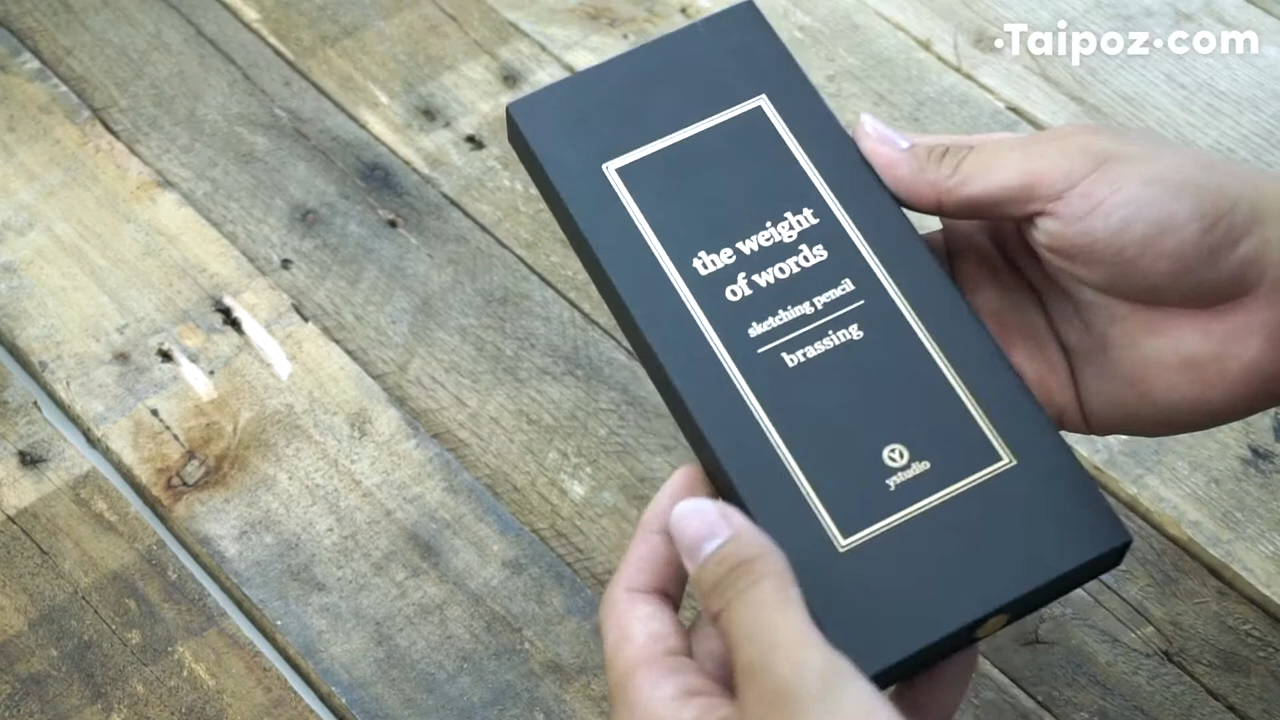 ·Taipoz·com
the weight
of words
sketching pencil
brassing
Y
ystudio